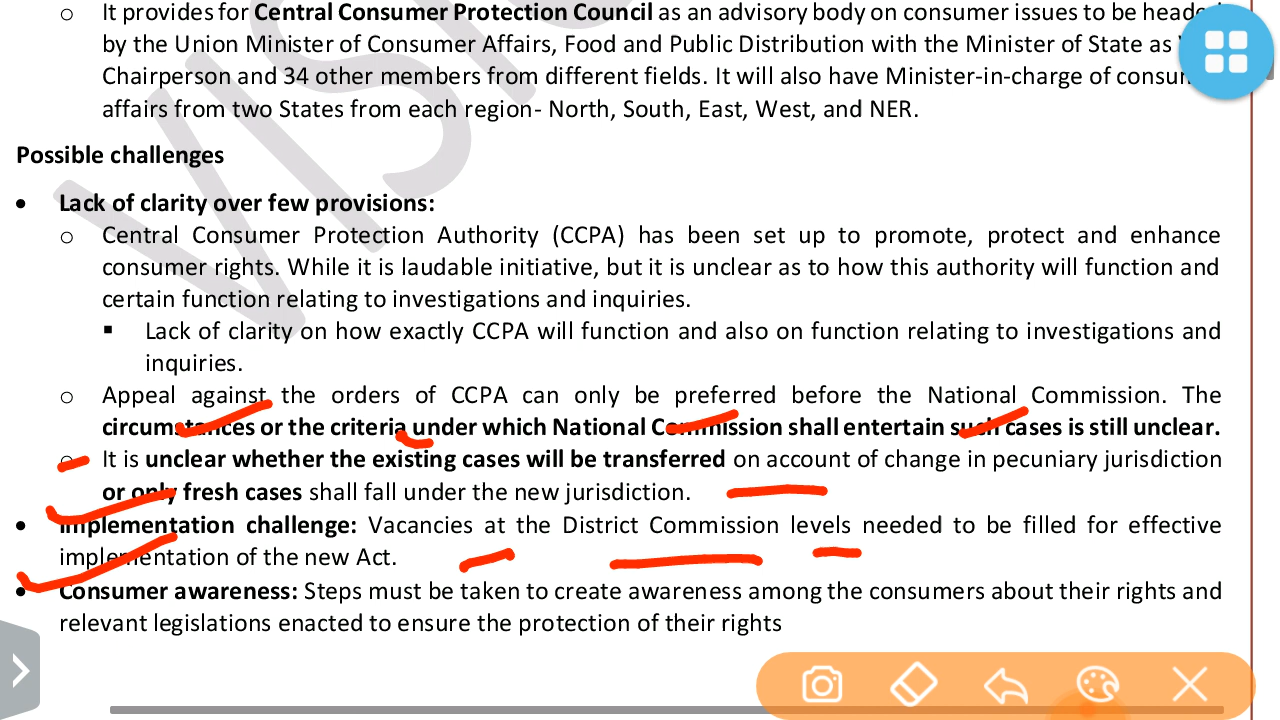 o It provides for Central Consumer Protection Council as an advisory body on consumer issues to be headed
by the Union Minister of Consumer Affairs, Food and Public Distribution with the Minister of State as
Chairperson and 34 other members from different fields. It will also have Minister-in-charge of
affairs from two States from each region- North, South, East, West, and NER.
Possible challenges
• Lack of clarity over few provisions:
o Central Consumer Protection Authority (CCPA) has been set up to promote, protect and enhance
consumer rights. While it is laudable initiative, but it is unclear as to how this authority will function and
certain function relating to investigations and inquiries.
▪ Lack of clarity on how exactly CCPA will function and also on function relating to investigations and
inquiries.
o Appeal against the orders of CCPA can only be preferred before the National Commission. The
circumstances or the criteria under which National Commission shall entertain such cases is still unclear.
o It is unclear whether the existing cases will be transferred on account of change in pecuniary jurisdiction
or only fresh cases shall fall under the new jurisdiction.
• Implementation challenge: Vacancies at the District Commission levels needed to be filled for effective
implementation of the new Act.
• Consumer awareness: Steps must be taken to create awareness among the consumers about their rights and
relevant legislations enacted to ensure the protection of their rights